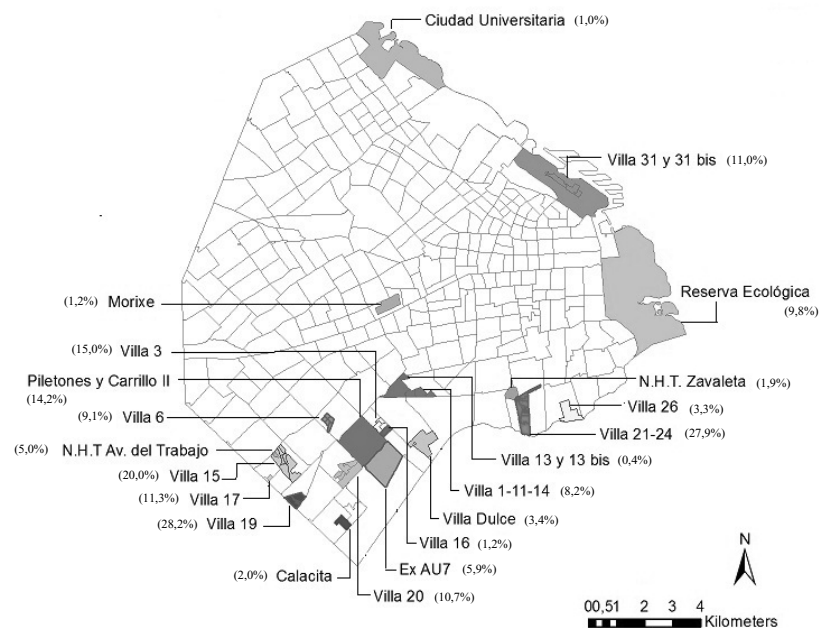 Ciudad Universitaria (1,0%)
Villa 31 y 31 bis (11,0%)
Reserva Ecológica
(9,8%)
(1,2%) Morixe
(15,0%) Villa 3
Piletones y Carrillo II
(14,2%)
(9,1%) Villa 6
(5,0%) N.H.T Av. del Trabajo
(20,0%) Villa 15
(11,3%) Villa 17
(28,2%) Villa 19
(2,0%) Calacita
N.H.T. Zavaleta (1,9%)
Villa 26 (3,3%)
Villa 21-24 (27,9%)
Villa 13 y 13 bis (0,4%)
Villa 1-11-14 (8,2%)
Villa Dulce (3,4%)
Villa 16 (1,2%)
Ex AU7 (5,9%)
Villa 20 (10,7%)
N
00,51 2 3 4
Kilometers